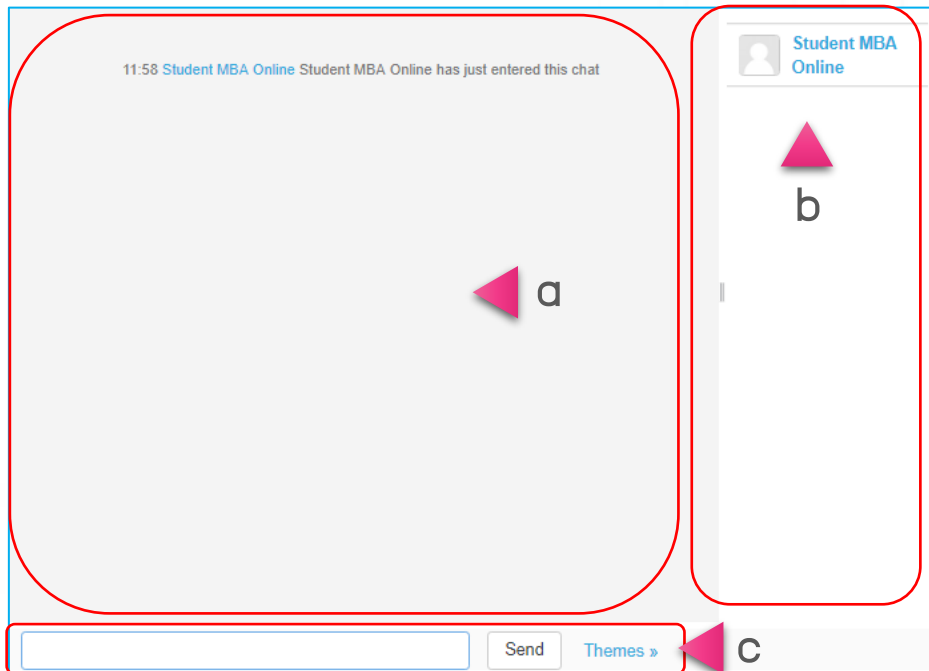 11:58 Student MBA Online Student MBA Online has just entered this chat
Student MBA
Online
b
a
Send Themes »
c